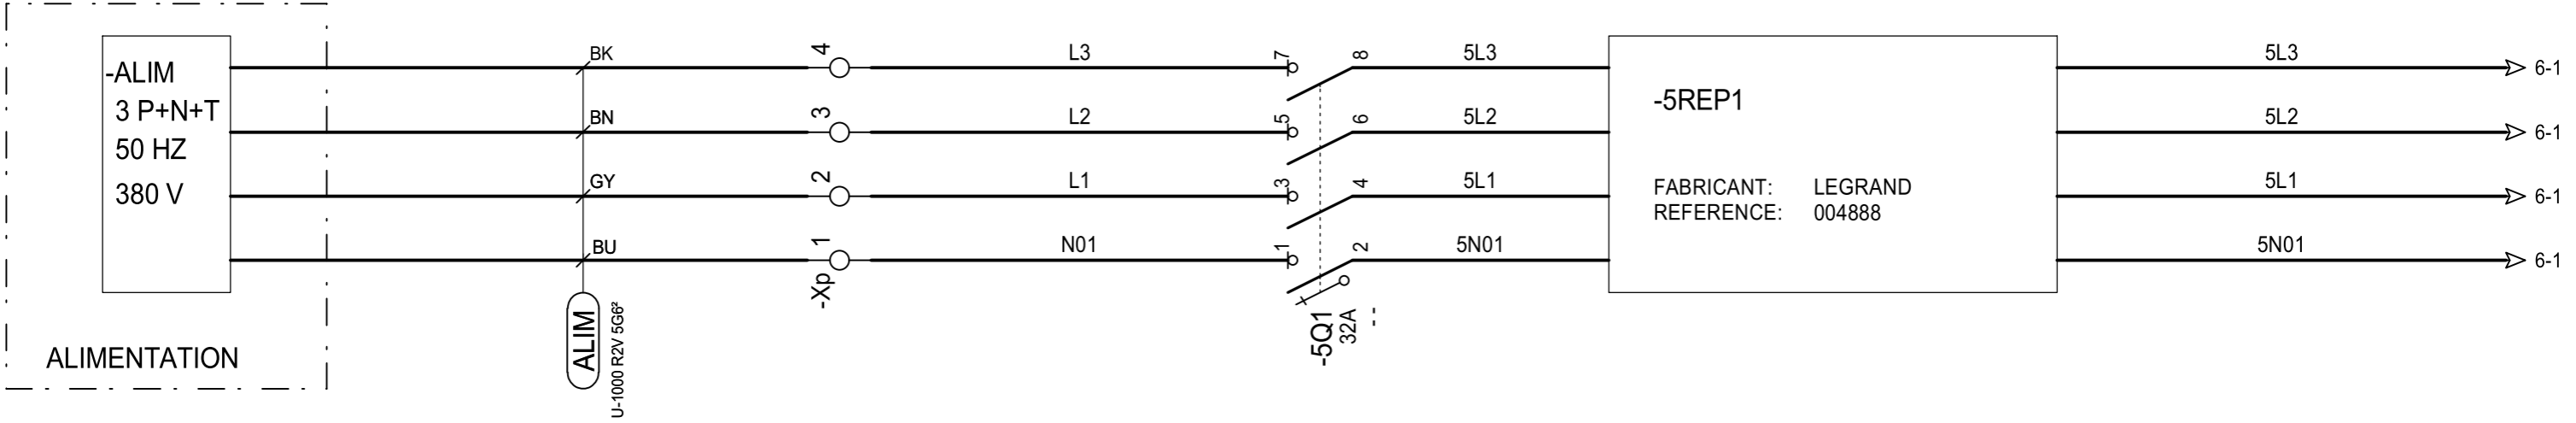 -ALIM
3 P+N+T
50 HZ
380 V
ALIMENTATION
BK
BN
GY
BU
ALIM
U-1000 R2V 5G6²
4
3
2
1
-Xp
L3
L2
L1
N01
7
8
5
6
3
4
1
2
-5Q1
32A
--
5L3
5L2
5L1
5N01
-5REP1
FABRICANT: LEGRAND
REFERENCE: 004888
5L3
6-1
5L2
6-1
5L1
6-1
5N01
6-1